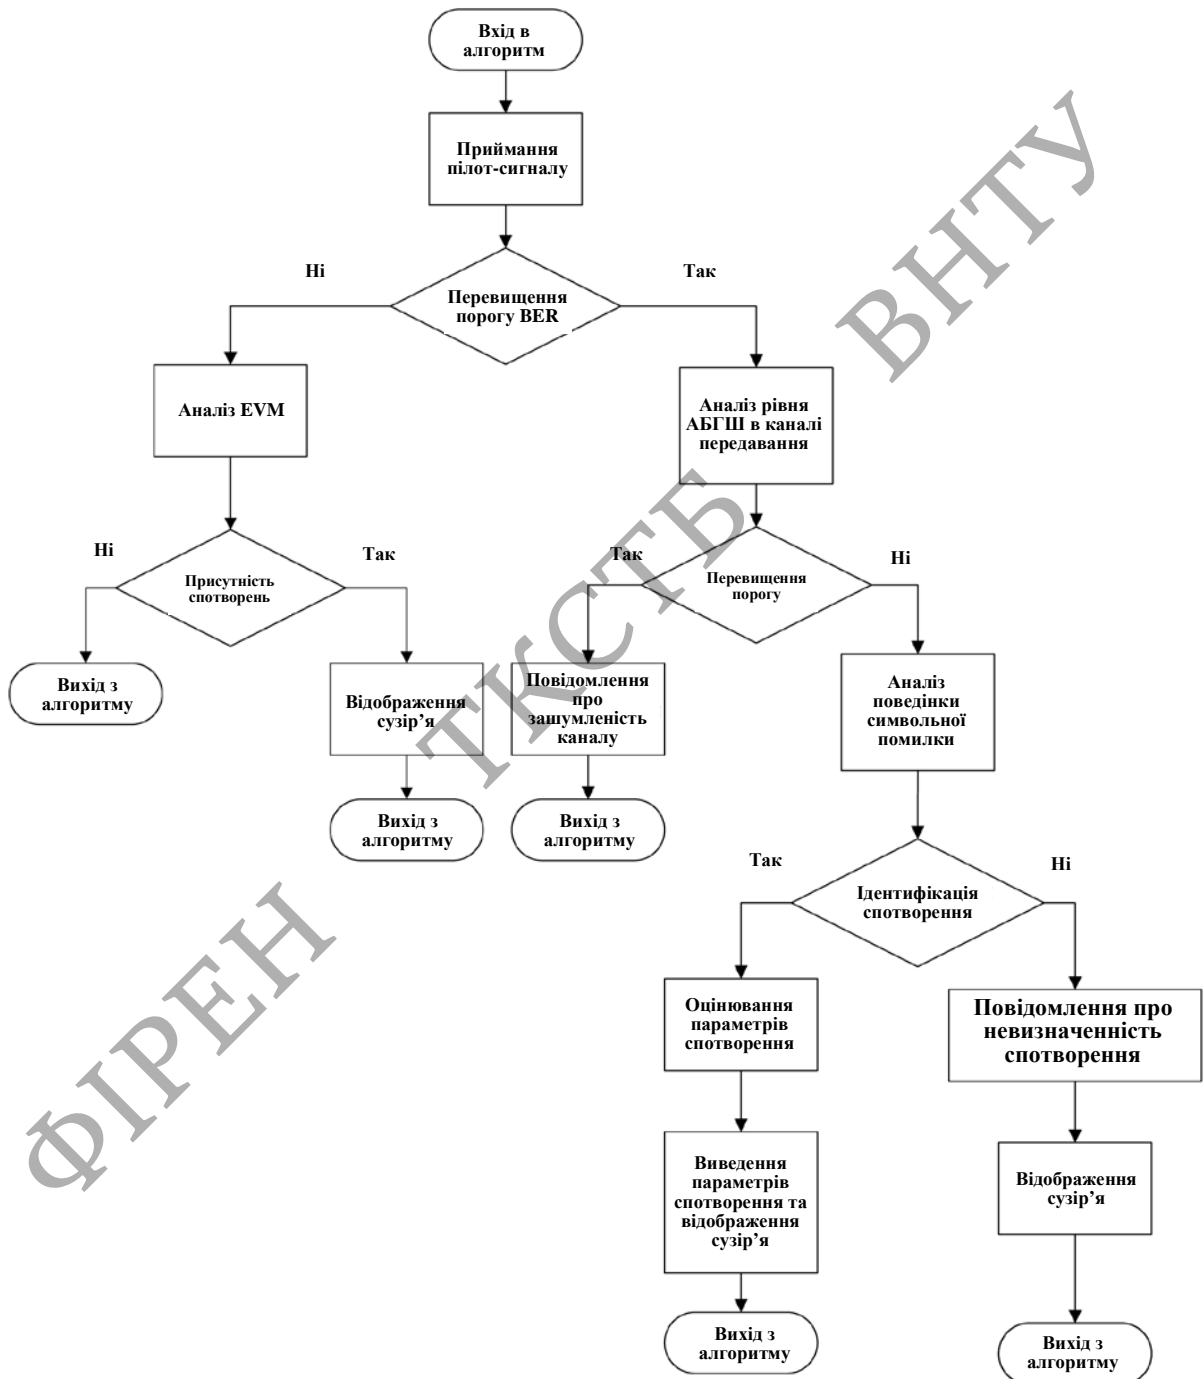 Вхід в
алгоритм
Приймання
пілот-сигналу
Ні
Так
Перевищення
порогу BER
Аналіз EVM
Аналіз рівня
АБГШ в каналі
передавання
Ні
Так
Присутність
спотворень
Так
Ні
Перевищення
порогу
Вихід з
алгоритму
Відображення
сузір’я
Повідомлення
про
зашумленість
каналу
Аналіз
поведінки
символьної
помилки
Вихід з
алгоритму
Вихід з
алгоритму
Так
Ні
Ідентифікація
спотворення
Оцінювання
параметрів
спотворення
Повідомлення про
невизначенність
спотворення
Виведення
параметрів
спотворення та
відображення
сузір’я
Відображення
сузір’я
Вихід з
алгоритму
Вихід з
алгоритму
ФІРЕН ТКСТБ ВНТУ